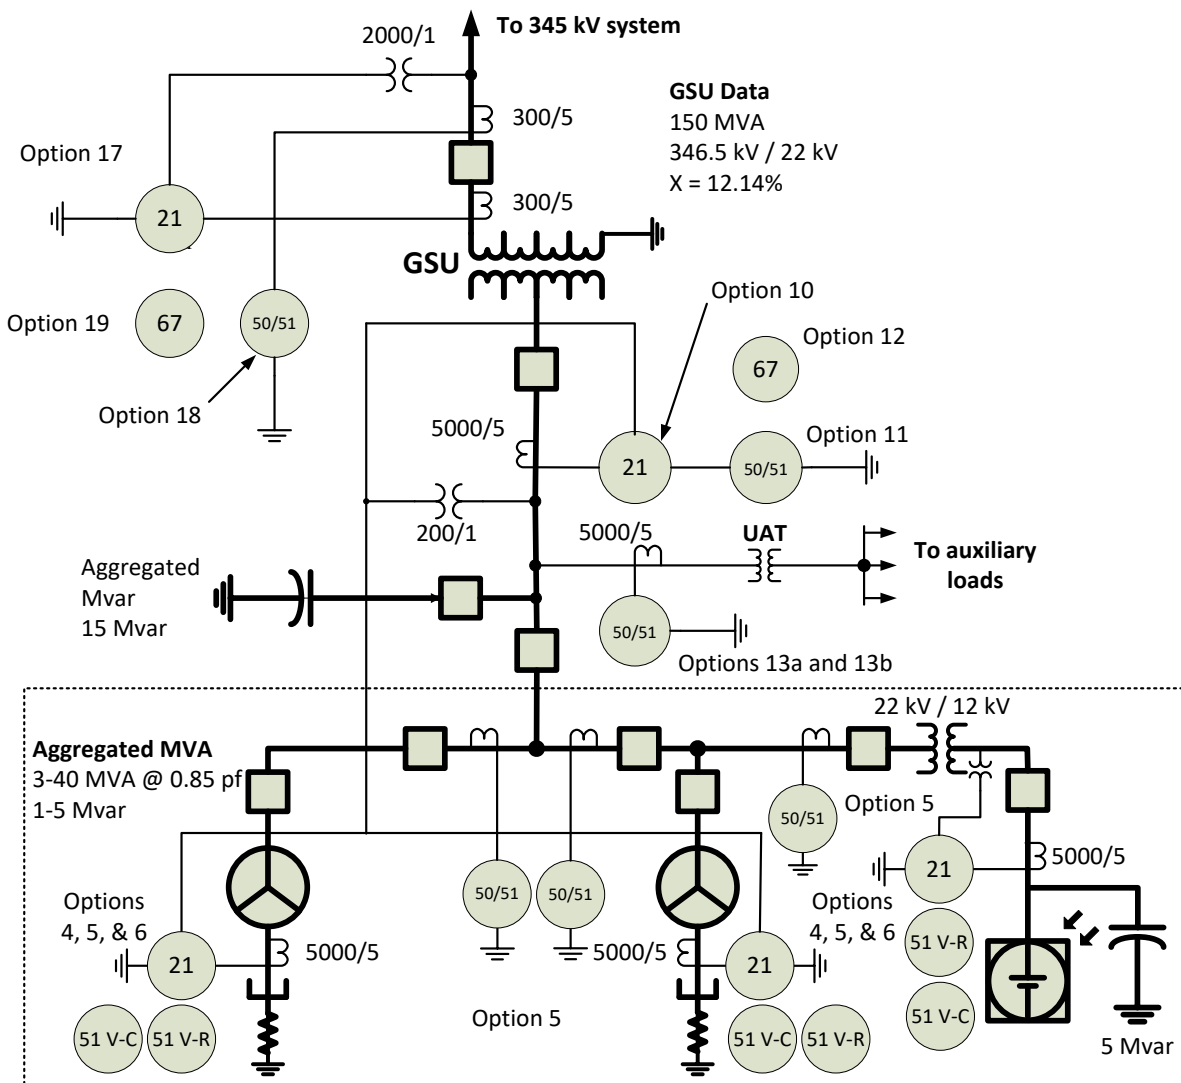 To 345 kV system
2000/1
GSU Data
150 MVA
346.5 kV / 22 kV
X = 12.14%
300/5
Option 17
300/5
21
GSU
Option 10
Option 19
67
50/51
Option 12
67
Option 18
5000/5
Option 11
21
50/51
200/1
5000/5
UAT
To auxiliary
loads
Aggregated
Mvar
15 Mvar
50/51
Options 13a and 13b
22 kV / 12 kV
Aggregated MVA
3-40 MVA @ 0.85 pf
1-5 Mvar
Option 5
50/51
5000/5
21
50/51
50/51
Options
4, 5, & 6
Options
4, 5, & 6
51 V-R
5000/5
5000/5
21
21
51 V-C
Option 5
51 V-C
51 V-R
51 V-C
51 V-R
5 Mvar